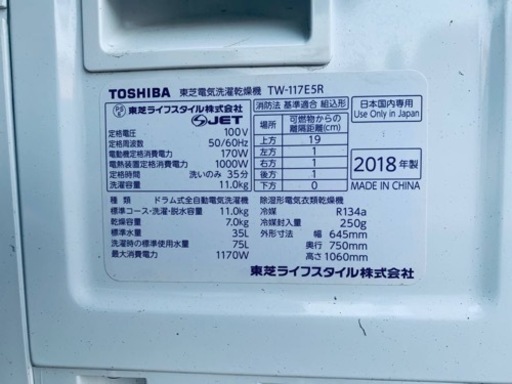 TOSHIBA 東芝電気洗濯乾燥機 TW-117E5R
PSE 東芝ライフスタイル株式会社
JET
定格電圧 100V
定格周波数 50/60Hz
電動機定格消費電力 170W
電熱装置定格消費電力 1000W
定格時間 洗いのみ 35分
洗濯容量 11.0kg
消防法 基準適合 組込形
場所 可燃物からの離隔距離(cm)
上方 19
左方 1
右方 1
後方 1
下方 0
日本国内専用
Use Only in Japan
2018年製
MADE IN CHINA
種類 ドラム式全自動電気洗濯機
標準コース・洗濯・脱水容量 11.0kg
乾燥容量 7.0kg
標準水量 35L
洗濯時の標準使用水量 75L
最大消費電力 1170W
除湿形電気衣類乾燥機
冷媒 R134a
冷媒封入量 250g
外形寸法 幅 645mm
奥行 750mm
高さ 1060mm
東芝ライフスタイル株式会社